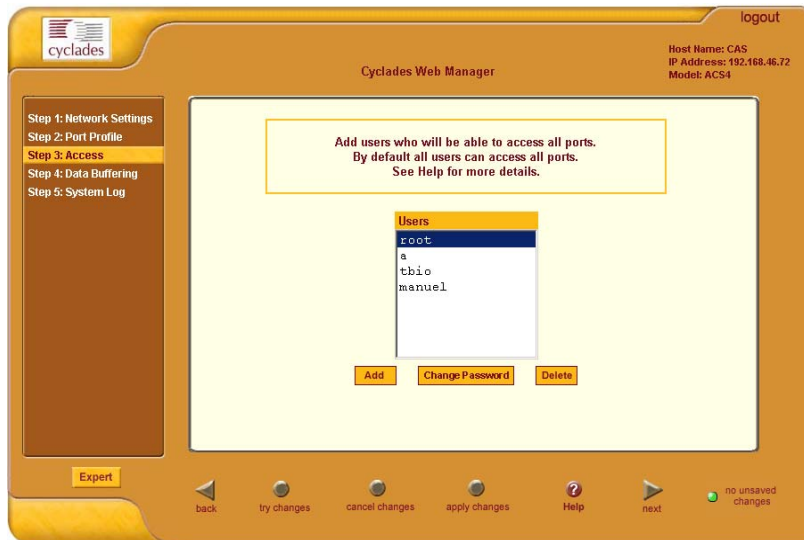 logout
cyclades
Cyclades Web Manager
Host Name: CAS
IP Address: 192.168.46.72
Model: ACS4
Step 1: Network Settings
Step 2: Port Profile
Step 3: Access
Step 4: Data Buffering
Step 5: System Log
Add users who will be able to access all ports.
By default all users can access all ports.
See Help for more details.
Users
root
a
tbio
manuel
Add
Change Password
Delete
Expert
back
try changes
cancel changes
apply changes
?
Help
next
no unsaved
changes